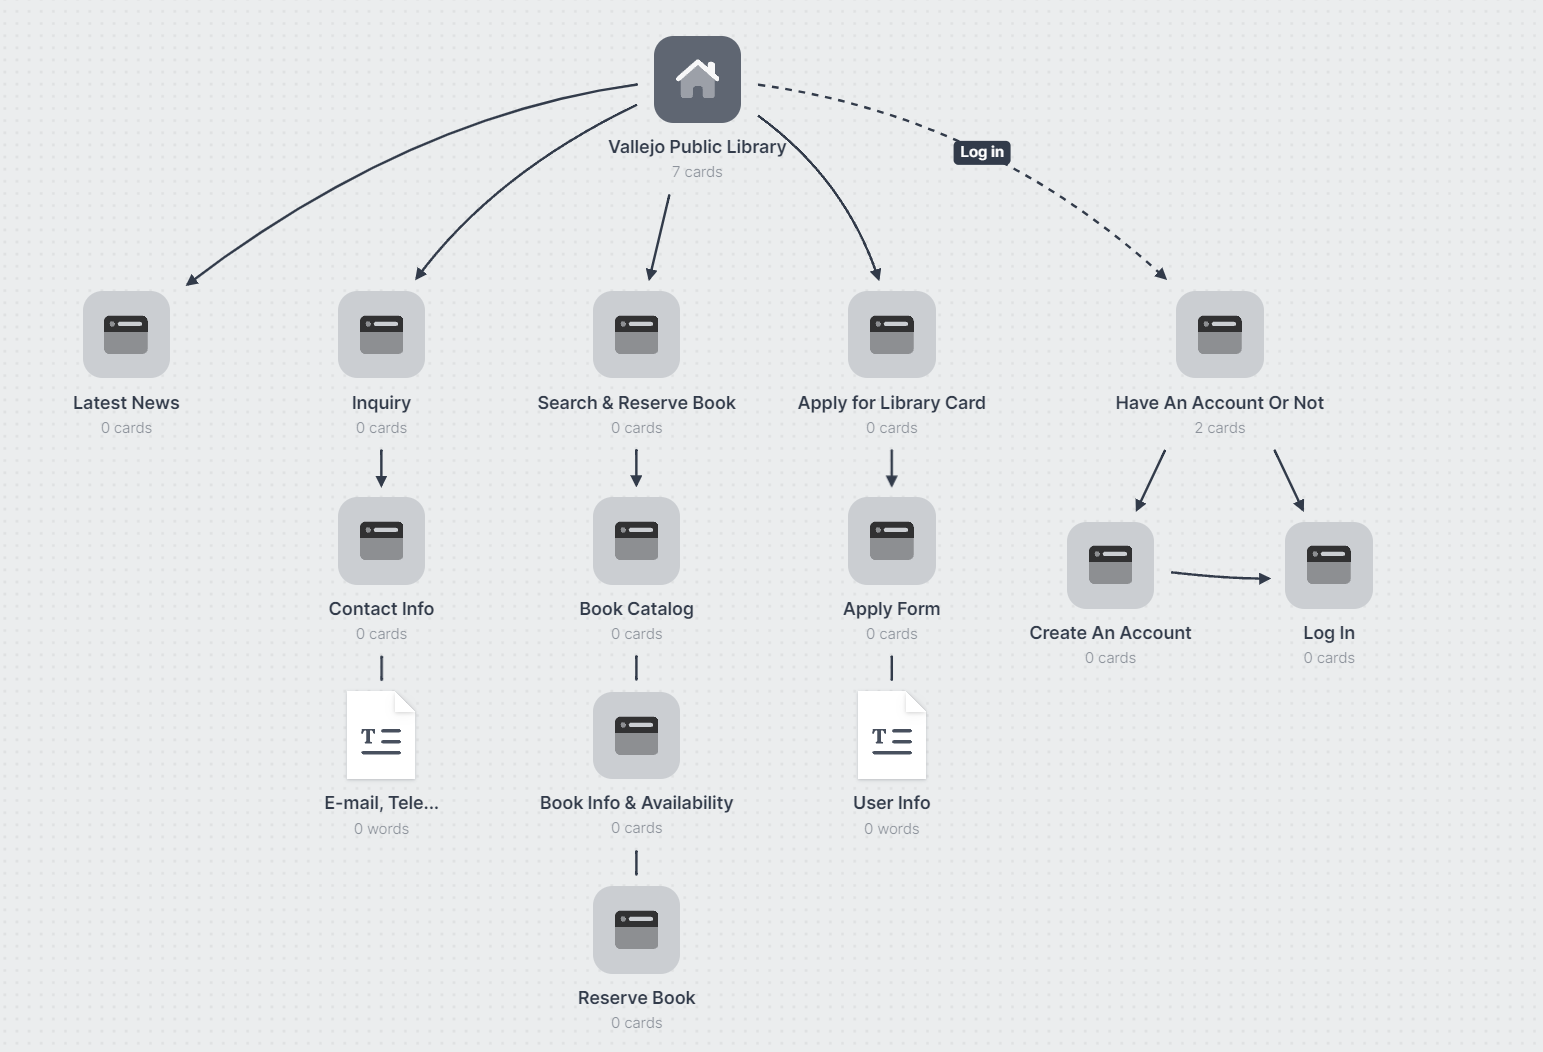 Vallejo Public Library
7 cards
Log in
Latest News
0 cards
Inquiry
0 cards
Search & Reserve Book
0 cards
Apply for Library Card
0 cards
Have An Account Or Not
2 cards
Contact Info
0 cards
Book Catalog
0 cards
Apply Form
0 cards
Create An Account
0 cards
Log In
0 cards
T
E-mail, Tele...
0 words
Book Info & Availability
0 cards
T
User Info
0 words
Reserve Book
0 cards